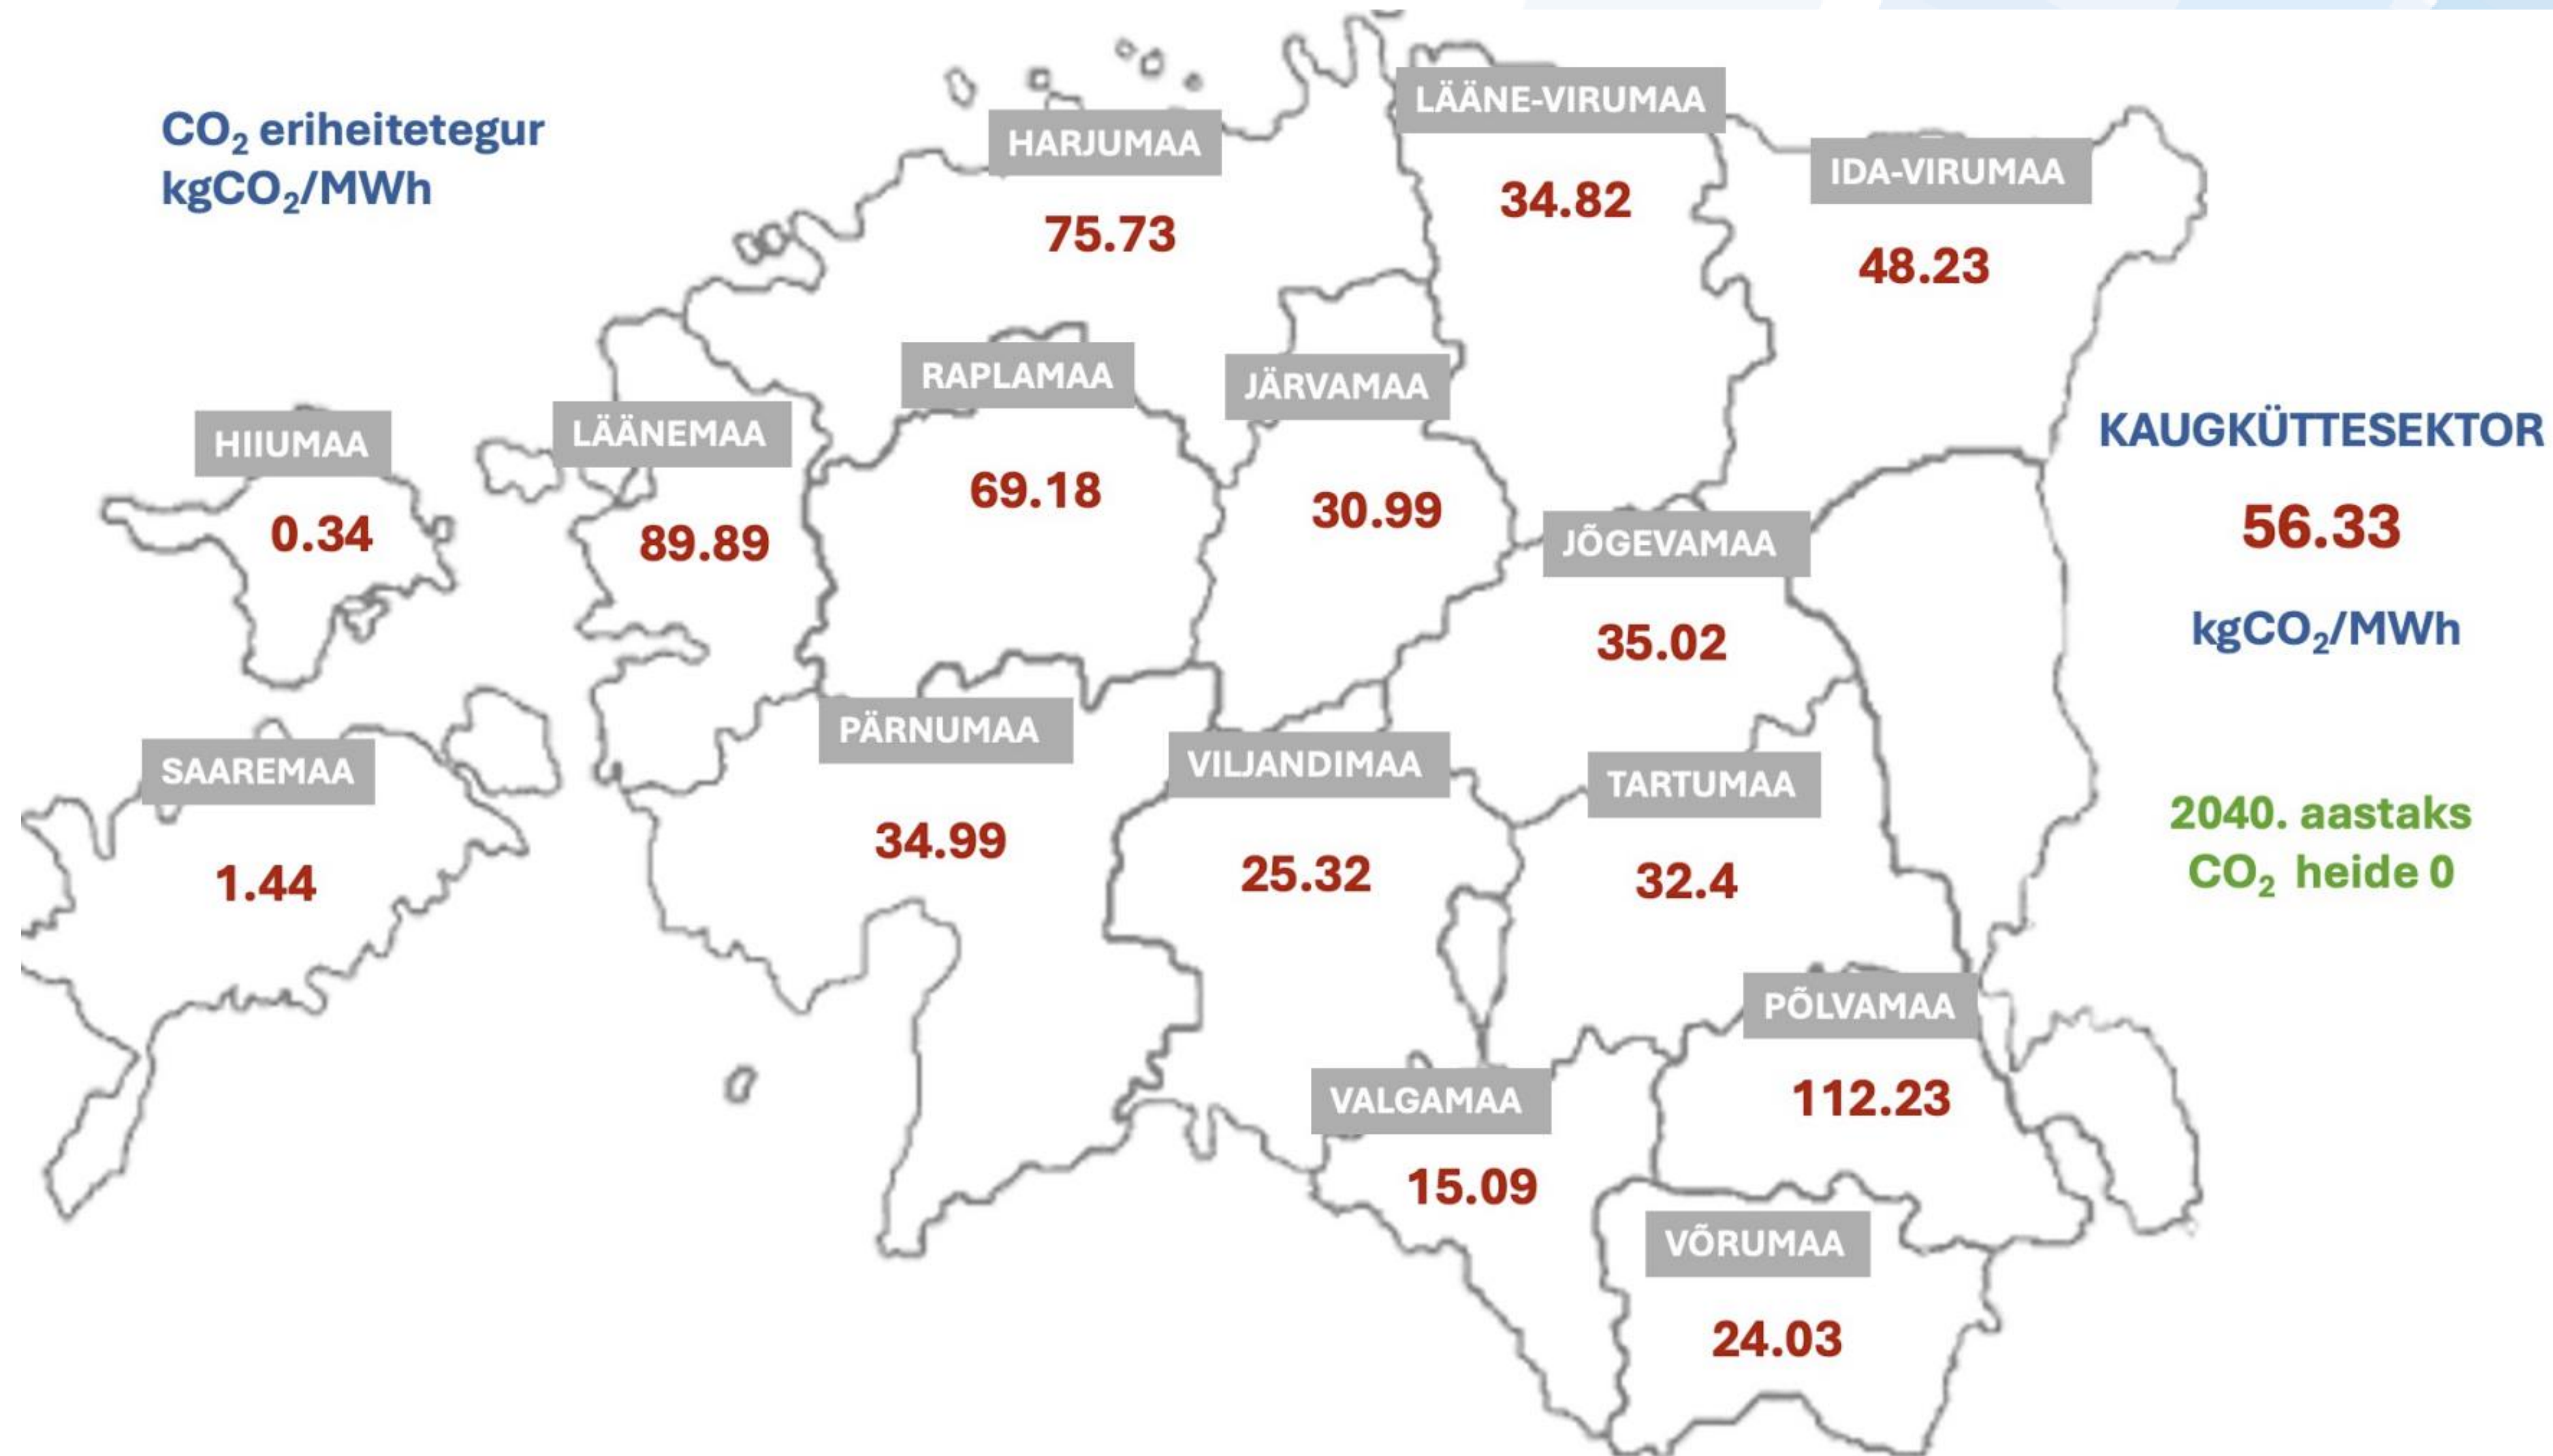 CO₂ eriheitetegur
kgCO₂/MWh
HARJUMAA
75.73
LÄÄNE-VIRUMAA
34.82
IDA-VIRUMAA
48.23
HIIUMAA
0.34
LÄÄNEMAA
89.89
RAPLAMAA
69.18
JÄRVAMAA
30.99
JÕGEVAMAA
35.02
KAUGKÜTTESEKTOR
56.33
kgCO₂/MWh
2040. aastaks
CO₂ heide 0
SAAREMAA
1.44
PÄRNUMAA
34.99
VILJANDIMAA
25.32
TARTUMAA
32.4
PÕLVAMAA
112.23
VALGAMAA
15.09
VÕRUMAA
24.03